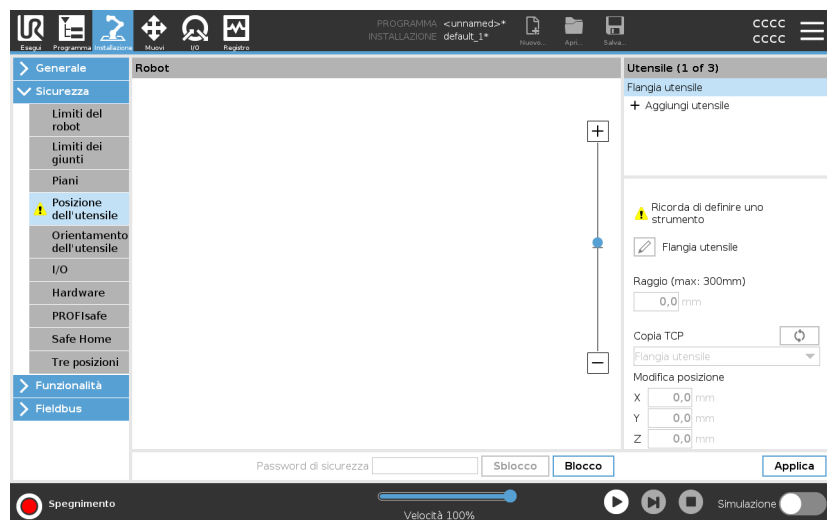 UR
PROGRAMMA <unnamed>*
INSTALLAZIONE default_1*
cccc
cccc
Esegui Programma Installazione Muovi I/O Registro Nuovo... Apri... Salva...
Generale
Sicurezza
Limiti del
robot
Limiti dei
giunti
Piani
Posizione
dell'utensile
Orientamento
dell'utensile
I/O
Hardware
PROFIsafe
Safe Home
Tre posizioni
Funzionalità
Fieldbus
Robot
Utensile (1 of 3)
Flangia utensile
+ Aggiungi utensile
Ricorda di definire uno
strumento
Flangia utensile
Raggio (max: 300mm)
0,0 mm
Copia TCP
Flangia utensile
Modifica posizione
X 0,0 mm
Y 0,0 mm
Z 0,0 mm
Password di sicurezza Sblocco Blocco Applica
Spegnimento
Velocità 100%
Simulazione